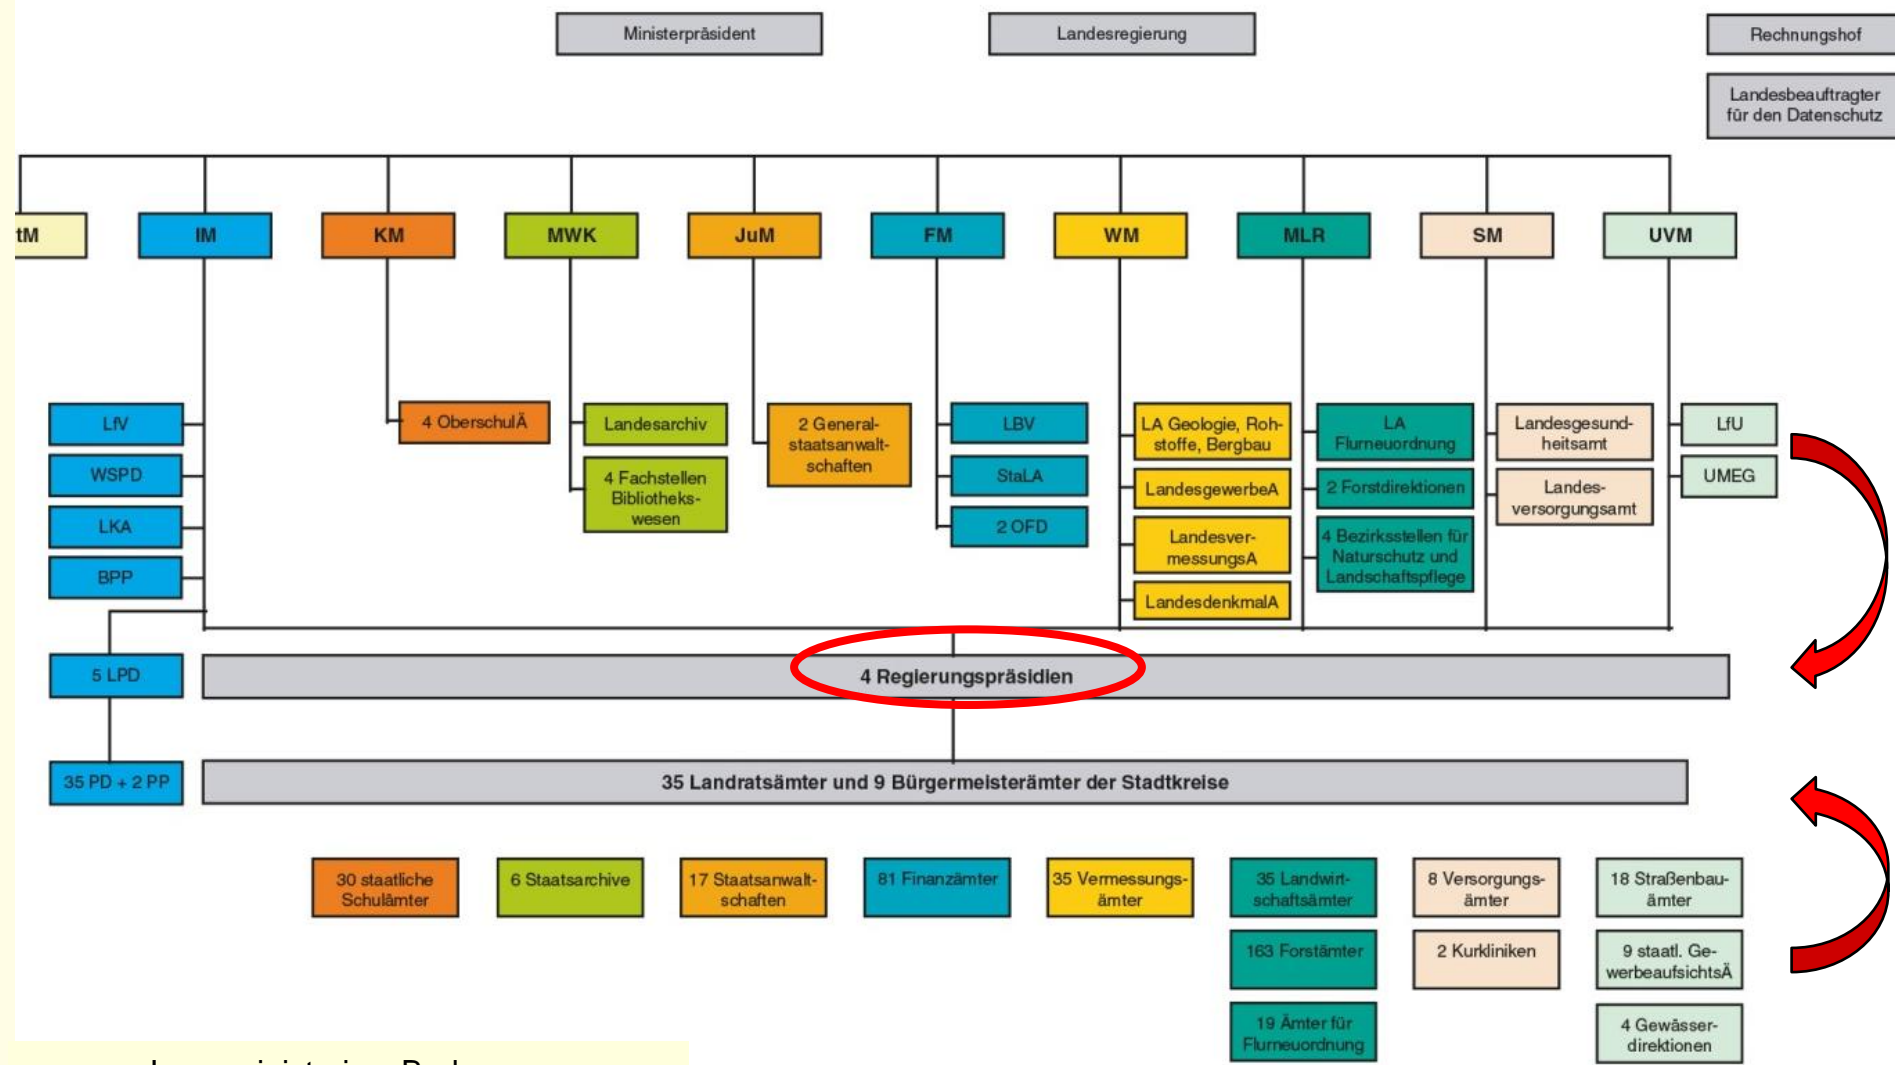 Ministerpräsident
Landesregierung
Rechnungshof
Landesbeauftragter
für den Datenschutz
tM
IM
KM
MWK
JuM
FM
WM
MLR
SM
UVM
LfV
WSPD
LKA
BPP
4 OberschulÄ
Landesarchiv
4 Fachstellen
Bibliotheks-
wesen
2 General-
staatsanwalt-
schaften
LBV
StaLA
2 OFD
LA Geologie, Roh-
stoffe, Bergbau
LandesgewerbeA
Landesver-
messungsA
LandesdenkmalA
LA
Flurneuordnung
2 Forstdirektionen
4 Bezirksstellen für
Naturschutz und
Landschaftspflege
Landesgesund-
heitsamt
Landes-
versorgungsamt
LfU
UMEG
5 LPD
4 Regierungspräsidien
35 PD + 2 PP
35 Landratsämter und 9 Bürgermeisterämter der Stadtkreise
30 staatliche
Schulämter
6 Staatsarchive
17 Staatsanwalt-
schaften
81 Finanzämter
35 Vermessungs-
ämter
35 Landwirt-
schaftsämter
163 Forstämter
19 Ämter für
Flurneuordnung
8 Versorgungs-
ämter
2 Kurkliniken
18 Straßenbau-
ämter
9 staatl. Ge-
werbeaufsichtsÄ
4 Gewässer-
direktionen